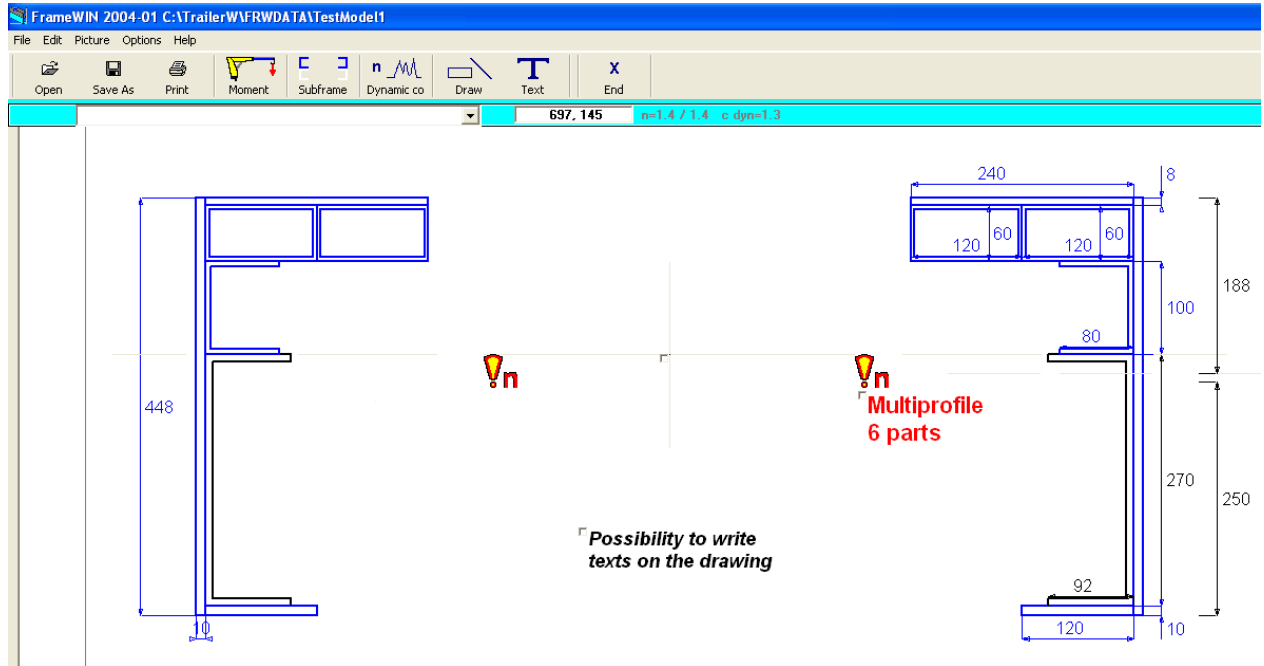 FrameWIN 2004-01 C:\TrailerW\FRWDATA\TestModel1
File Edit Picture Options Help
n
X
T
Open Save As Print Moment Subframe Dynamic co Draw Text End
697, 145 n=1.4 / 1.4 c dyn=1.3
240 8
120 60 120 60
188
100
80
n n
448
Multiprofile
6 parts
270
250
Possibility to write
texts on the drawing
92
10 120 10